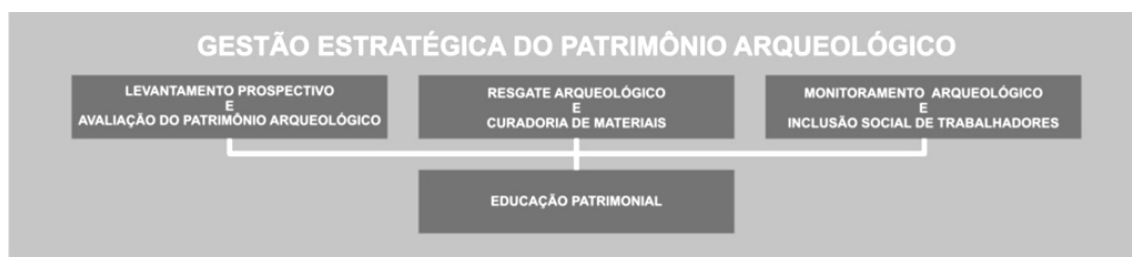 GESTÃO ESTRATÉGICA DO PATRIMÔNIO ARQUEOLÓGICO
LEVANTAMENTO PROSPECTIVO
E
AVALIAÇÃO DO PATRIMÔNIO ARQUEOLÓGICO
RESGATE ARQUEOLÓGICO
E
CURADORIA DE MATERIAIS
MONITORAMENTO ARQUEOLÓGICO
E
INCLUSÃO SOCIAL DE TRABALHADORES
EDUCAÇÃO PATRIMONIAL